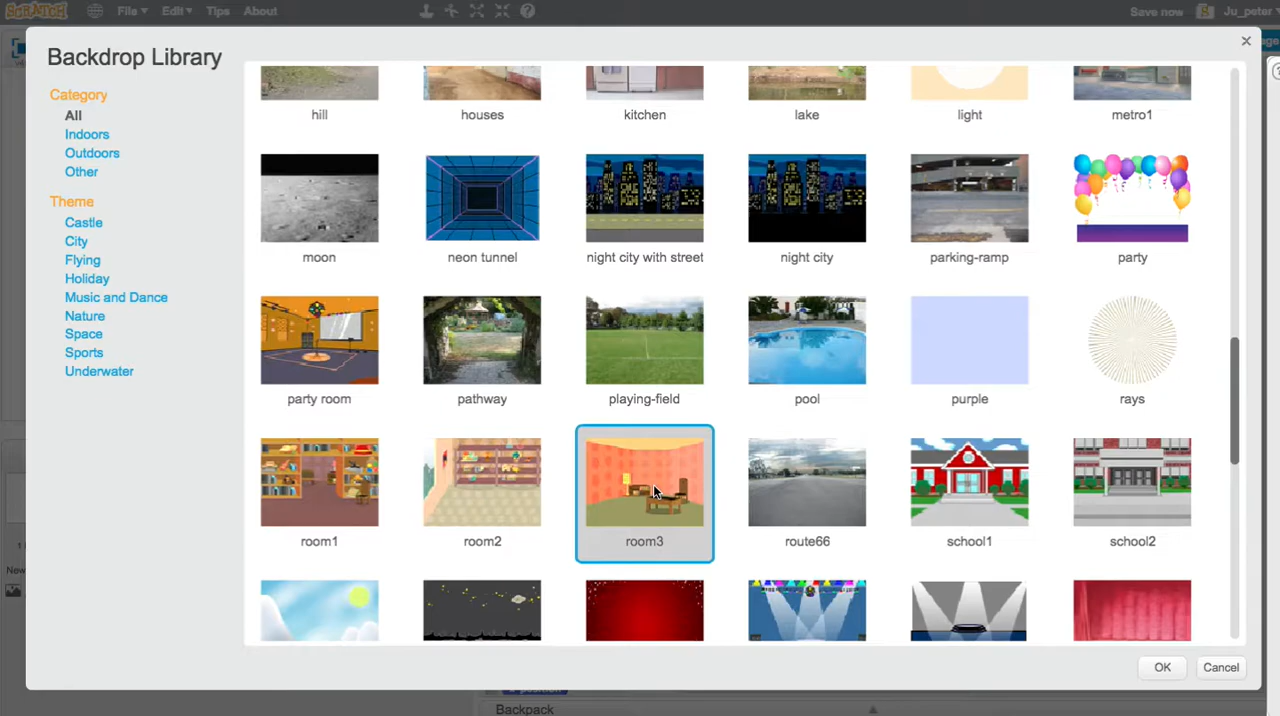 SCRATCH File Edit Tips About Save now Ju_peter
Backdrop Library
Category
All
Indoors
Outdoors
Other
Theme
Castle
City
Flying
Holiday
Music and Dance
Nature
Space
Sports
Underwater
hill houses kitchen lake light metro1
moon neon tunnel night city with street night city parking-ramp party
party room pathway playing-field pool purple rays
room1 room2 room3 route66 school1 school2
OK Cancel
New
Backpack